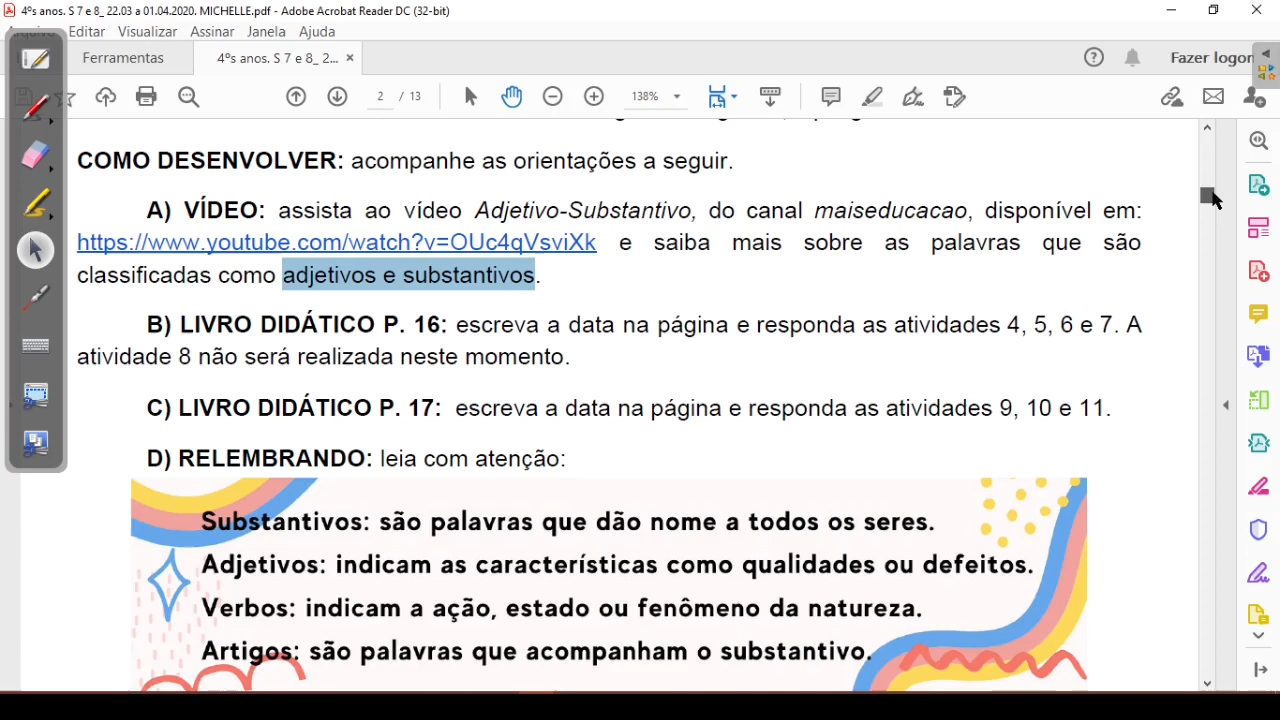 4ºs anos. S 7 e 8_ 22.03 a 01.04.2020. MICHELLE.pdf - Adobe Acrobat Reader DC (32-bit)
Arquivo Editar Visualizar Assinar Janela Ajuda
Ferramentas 4ºs anos. S 7 e 8_ 2... × Fazer logon
2 / 13 138%
COMO DESENVOLVER: acompanhe as orientações a seguir.
A) VÍDEO: assista ao vídeo Adjetivo-Substantivo, do canal maiseducacao, disponível em:
https://www.youtube.com/watch?v=OUc4qVsviXk e saiba mais sobre as palavras que são
classificadas como adjetivos e substantivos.
B) LIVRO DIDÁTICO P. 16: escreva a data na página e responda as atividades 4, 5, 6 e 7. A
atividade 8 não será realizada neste momento.
C) LIVRO DIDÁTICO P. 17: escreva a data na página e responda as atividades 9, 10 e 11.
D) RELEMBRANDO: leia com atenção:
Substantivos: são palavras que dão nome a todos os seres.
Adjetivos: indicam as características como qualidades ou defeitos.
Verbos: indicam a ação, estado ou fenômeno da natureza.
Artigos: são palavras que acompanham o substantivo.